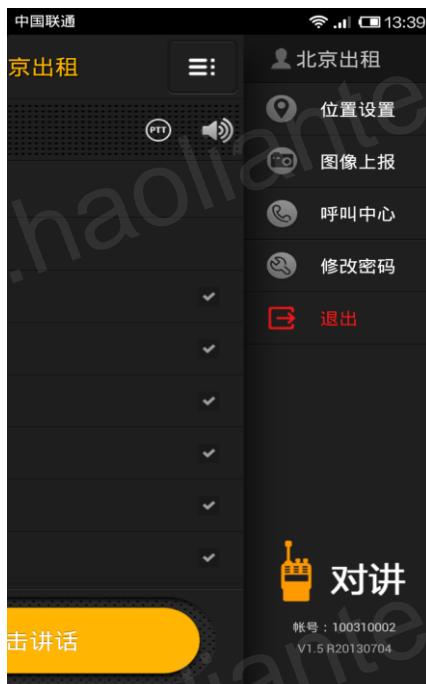 中国联通 13:39
京出租
北京出租
PTT
位置设置
图像上报
呼叫中心
修改密码
退出
对讲
帐号：100310002
V1.5 R20130704
击讲话
.haoliante